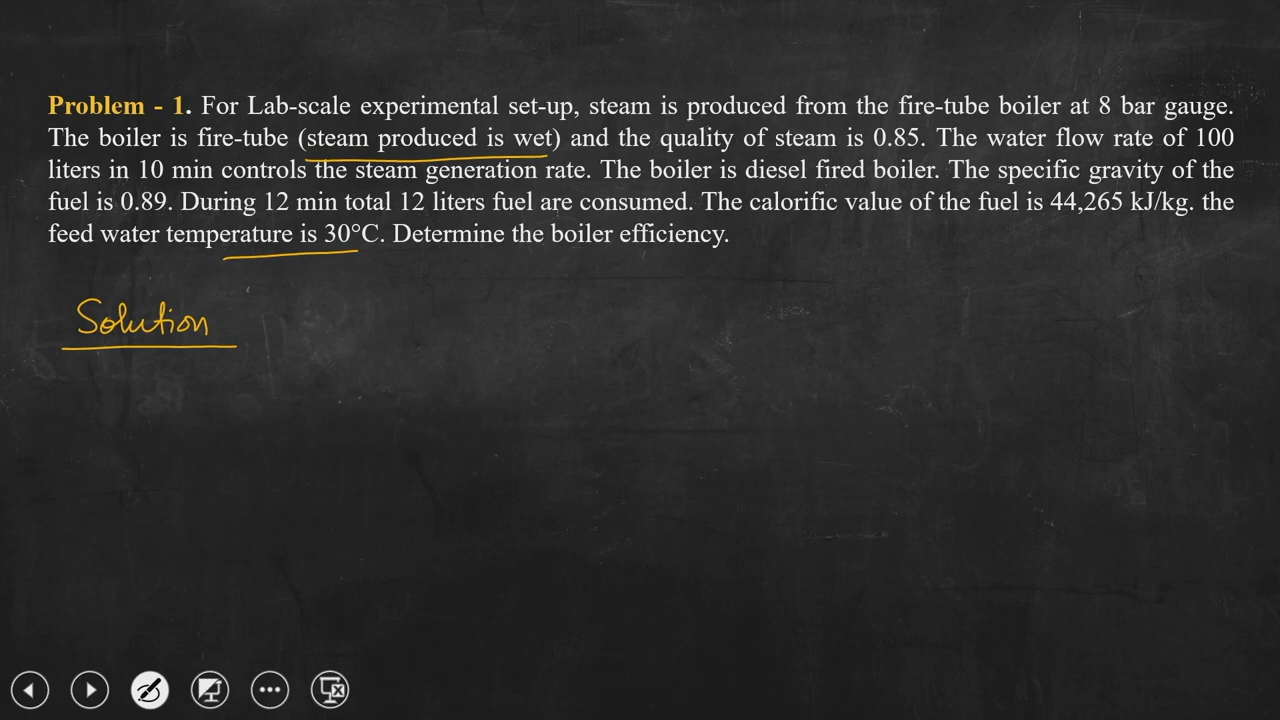 Problem - 1. For Lab-scale experimental set-up, steam is produced from the fire-tube boiler at 8 bar gauge.
The boiler is fire-tube (steam produced is wet) and the quality of steam is 0.85. The water flow rate of 100
liters in 10 min controls the steam generation rate. The boiler is diesel fired boiler. The specific gravity of the
fuel is 0.89. During 12 min total 12 liters fuel are consumed. The calorific value of the fuel is 44,265 kJ/kg. the
feed water temperature is 30°C. Determine the boiler efficiency.
Solution